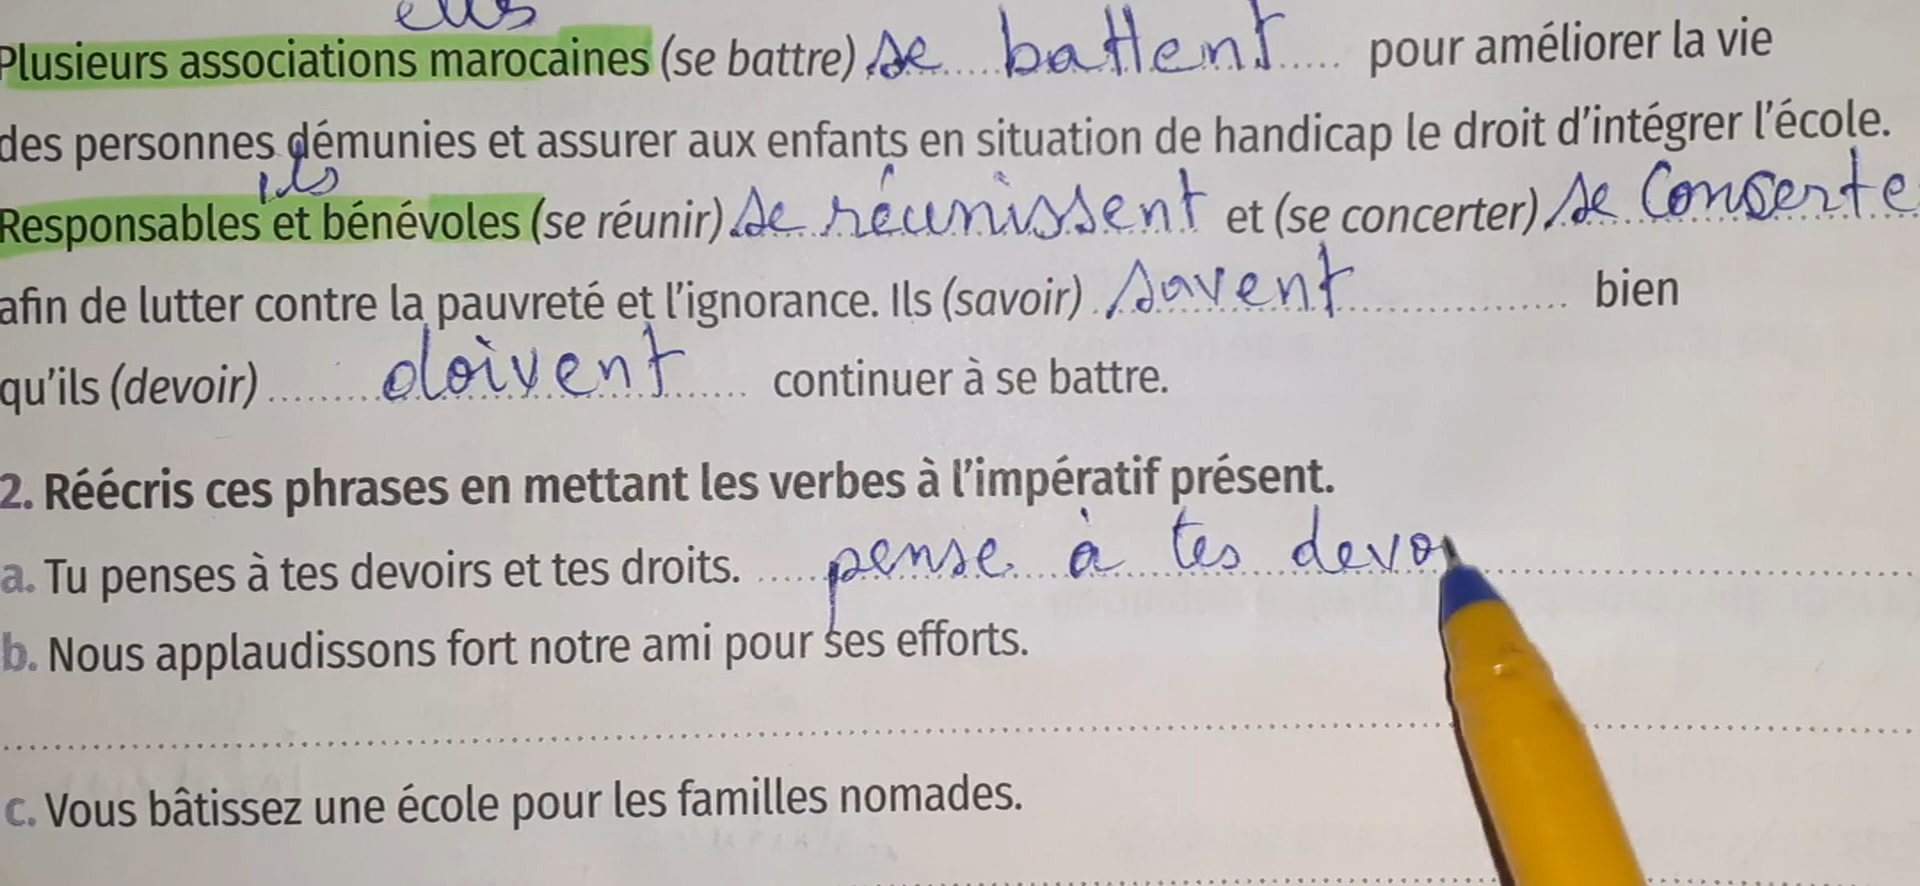 elles
Plusieurs associations marocaines (se battre) se battent pour améliorer la vie
des personnes démunies et assurer aux enfants en situation de handicap le droit d'intégrer l'école.
ils
Responsables et bénévoles (se réunir) se réunissent et (se concerter) se conserte
afin de lutter contre la pauvreté et l'ignorance. Ils (savoir) savent bien
qu'ils (devoir) doivent continuer à se battre.
2. Réécris ces phrases en mettant les verbes à l'impératif présent.
a. Tu penses à tes devoirs et tes droits. pense à tes devo
b. Nous applaudissons fort notre ami pour ses efforts.
c. Vous bâtissez une école pour les familles nomades.